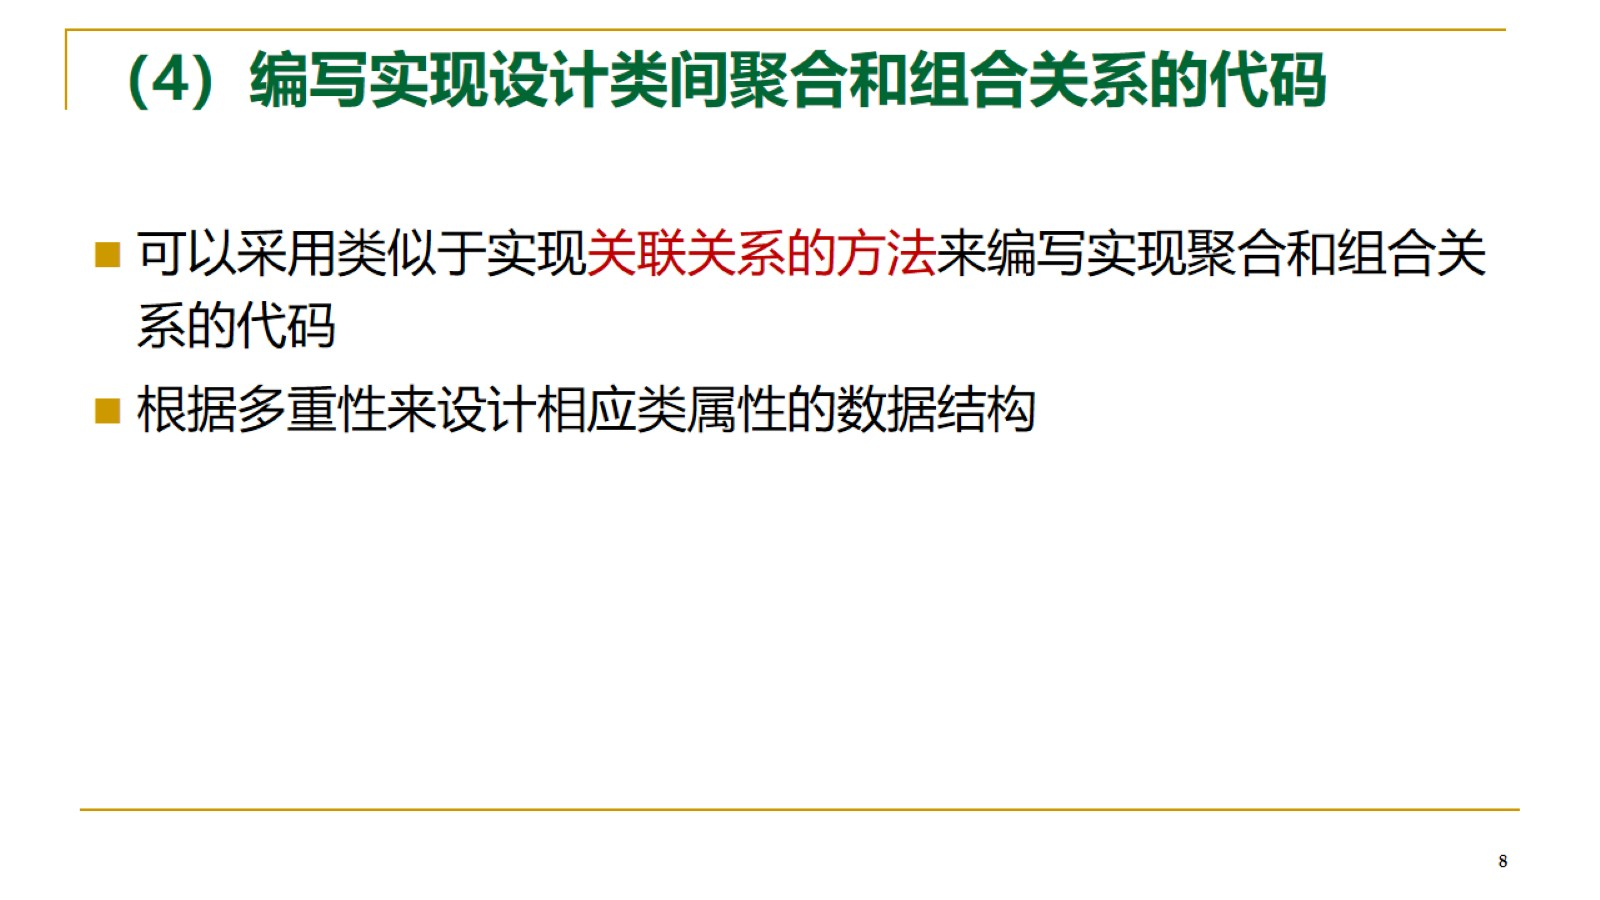 （4）编写实现设计类间聚合和组合关系的代码
可以采用类似于实现关联关系的方法来编写实现聚合和组合关
系的代码
根据多重性来设计相应类属性的数据结构
8